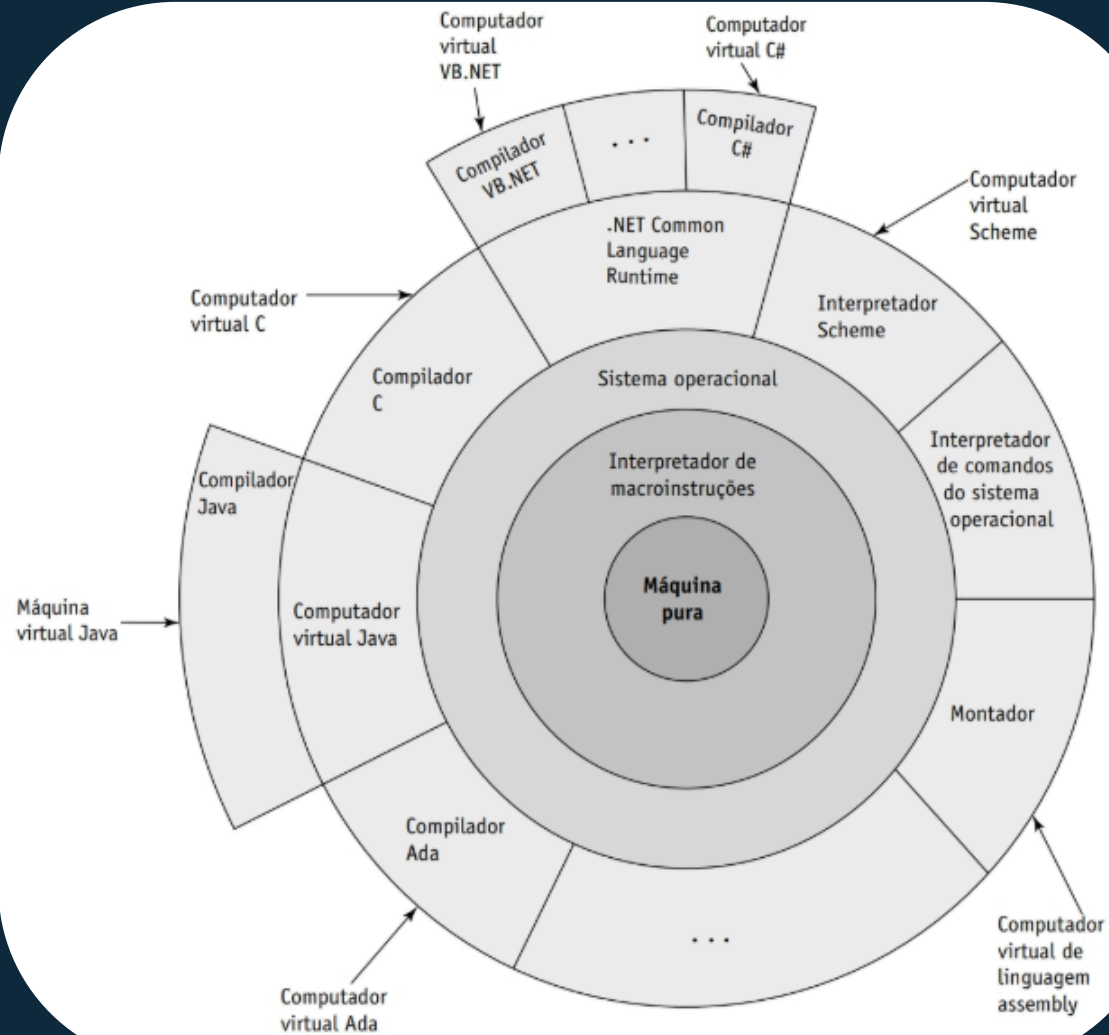 Computador
virtual
VB.NET
Computador
virtual C#
Compilador
VB.NET
...
Compilador
C#
Computador
virtual
Scheme
.NET Common
Language
Runtime
Computador
virtual C
Interpretador
Scheme
Compilador
C
Sistema operacional
Interpretador
de comandos
do sistema
operacional
Interpretador de
macroinstruções
Compilador
Java
Máquina
pura
Máquina
virtual Java
Computador
virtual Java
Montador
Compilador
Ada
...
Computador
virtual de
linguagem
assembly
Computador
virtual Ada